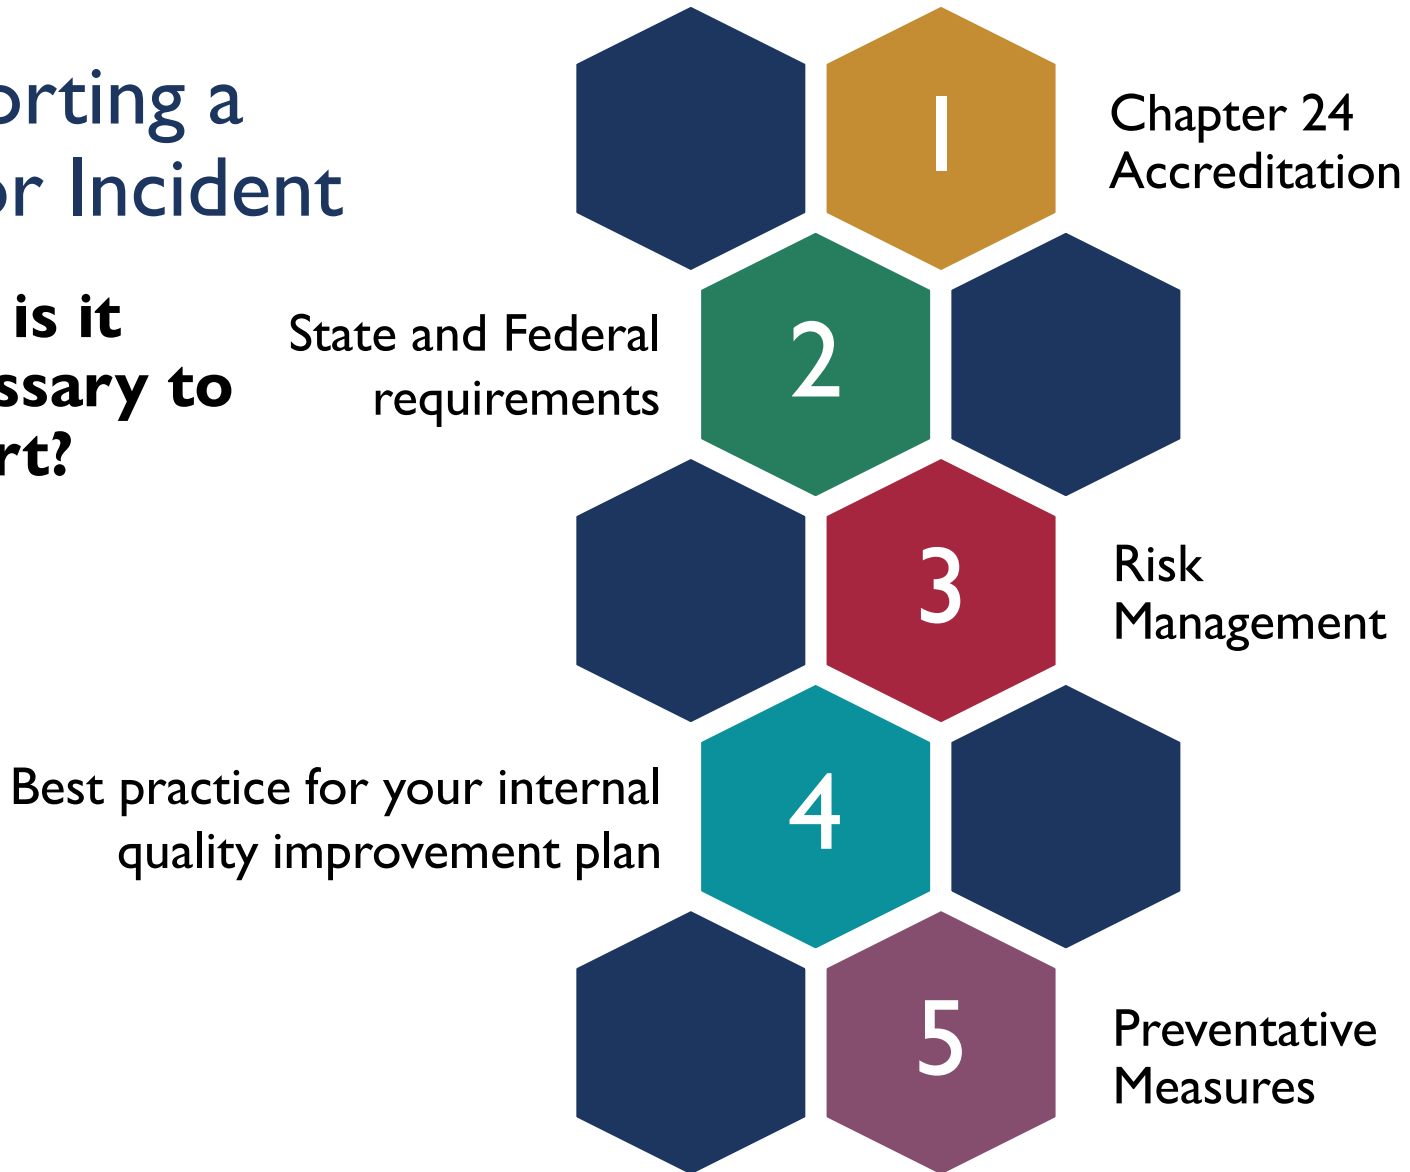 orting a
or Incident
is it
ssary to
rt?
1
Chapter 24
Accreditation
2
State and Federal
requirements
3
Risk
Management
4
Best practice for your internal
quality improvement plan
5
Preventative
Measures